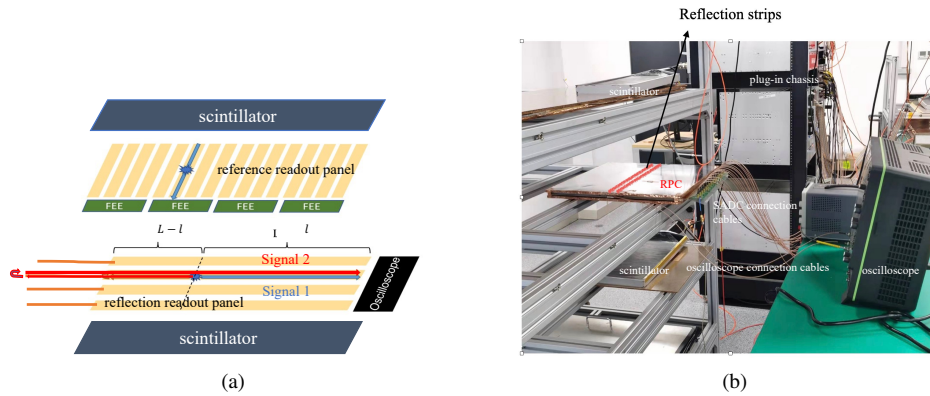 Reflection strips
scintillator
reference readout panel
FEE FEE FEE FEE
L − l l
Signal 2
Signal 1
reflection readout panel
Oscilloscope
scintillator
(a)
scintillator
plug-in chassis
RPC
SADC connection
cables
scintillator
oscilloscope connection cables
oscilloscope
(b)